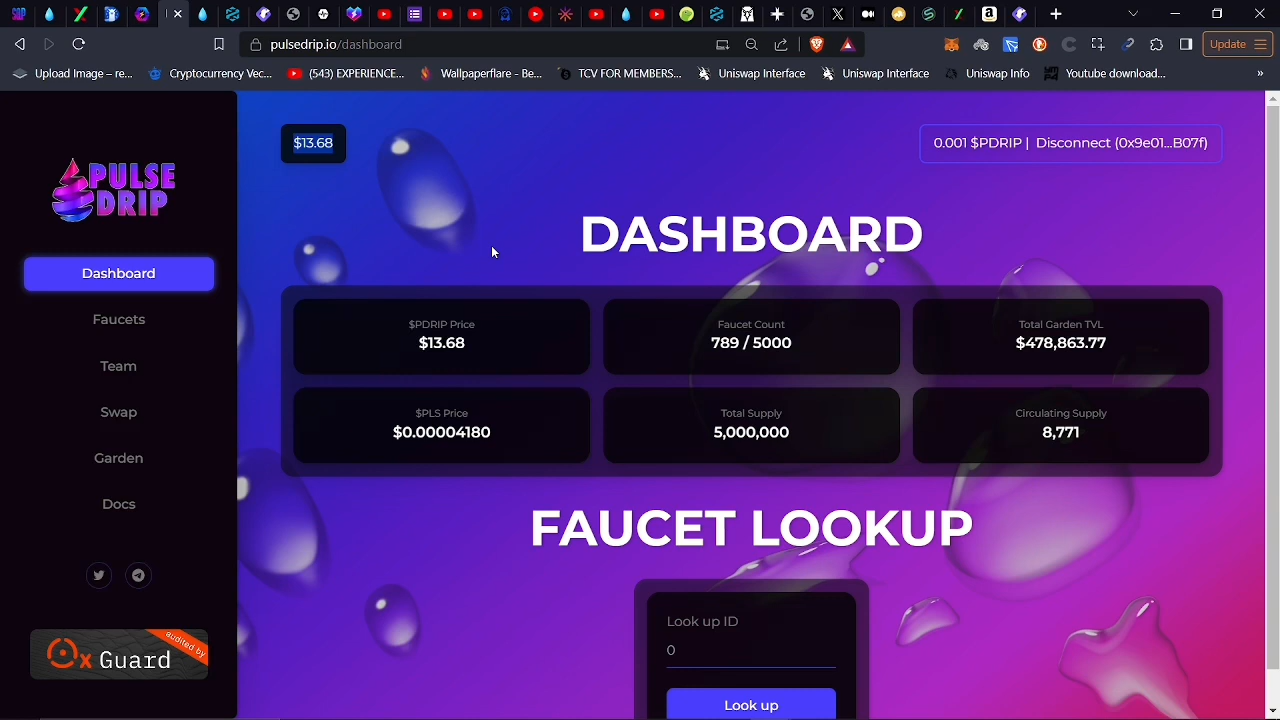 Update
pulsedrip.io/dashboard
Upload Image – re...
Cryptocurrency Vec...
(543) EXPERIENCE...
Wallpaperflare - Be...
TCV FOR MEMBERS...
Uniswap Interface
Uniswap Interface
Uniswap Info
Youtube download...
»
$13.68
0.001 $PDRIP | Disconnect (0x9e01...B07f)
PULSE
DRIP
DASHBOARD
Dashboard
Faucets
Team
Swap
Garden
Docs
$PDRIP Price
$13.68
Faucet Count
789 / 5000
Total Garden TVL
$478,863.77
$PLS Price
$0.00004180
Total Supply
5,000,000
Circulating Supply
8,771
FAUCET LOOKUP
Look up ID
0
Look up
audited by
0x Guard